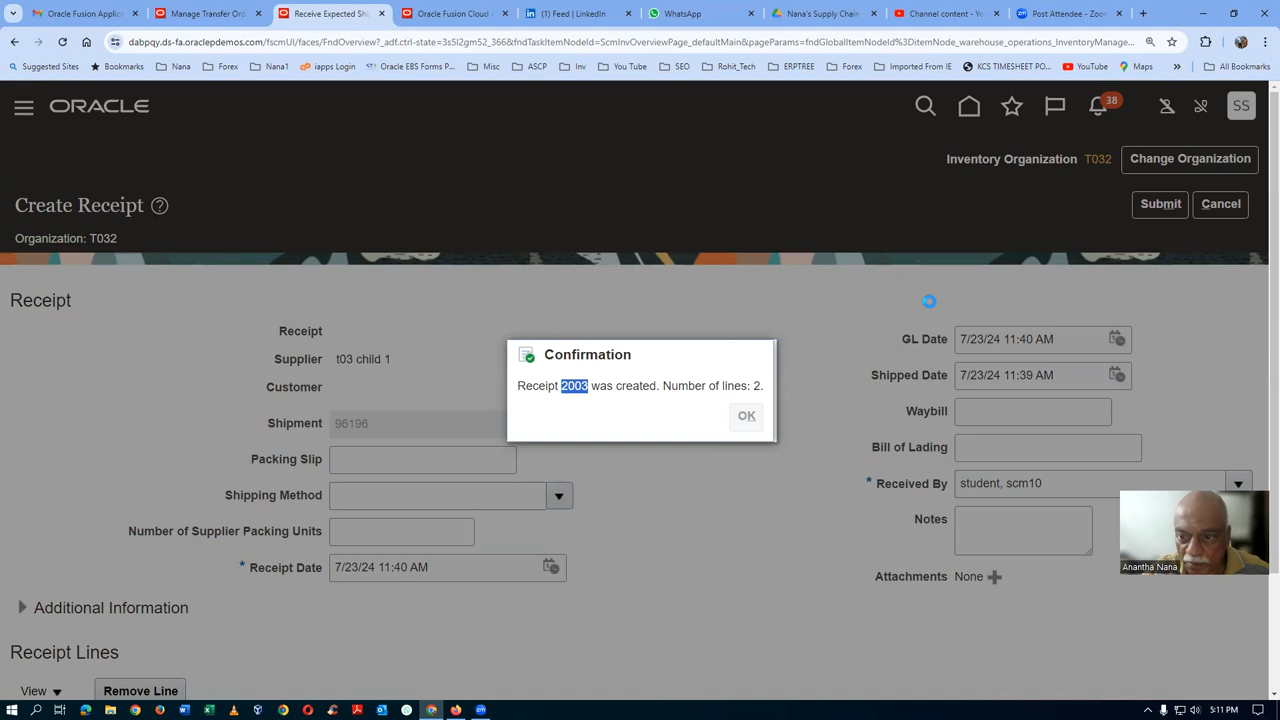 Oracle Fusion Applic
Manage Transfer Ord
Receive Expected Shi
Oracle Fusion Cloud A
(1) Feed | LinkedIn
WhatsApp
Nana's Supply Chain
Channel content - Yo
Post Attendee - Zoo
dabpqy.ds-fa.oraclepdemos.com/fscmUI/faces/FndOverview?_adf.ctrl-state=3s5l2gm52_366&fndTaskItemNodeId=ScmInvOverviewPage_defaultMain&pageParams=fndGlobalItemNodeId%3DitemNode_warehouse_operations_InventoryManage...
Suggested Sites
Bookmarks
Nana
Forex
Nana1
iapps Login
Oracle EBS Forms P...
Misc
ASCP
Inv
You Tube
SEO
Rohit_Tech
ERPTREE
Forex
Imported From IE
KCS TIMESHEET PO...
YouTube
Maps
All Bookmarks
ORACLE
38
SS
Inventory Organization T032
Change Organization
Create Receipt
Submit
Cancel
Organization: T032
Receipt
Receipt
Supplier t03 child 1
Customer
Shipment 96196
Packing Slip
Shipping Method
Number of Supplier Packing Units
* Receipt Date 7/23/24 11:40 AM
GL Date 7/23/24 11:40 AM
Shipped Date 7/23/24 11:39 AM
Waybill
Bill of Lading
* Received By student, scm10
Notes
Attachments None
Confirmation
Receipt 2003 was created. Number of lines: 2.
OK
Additional Information
Receipt Lines
View
Remove Line
Anantha Nana
5:11 PM